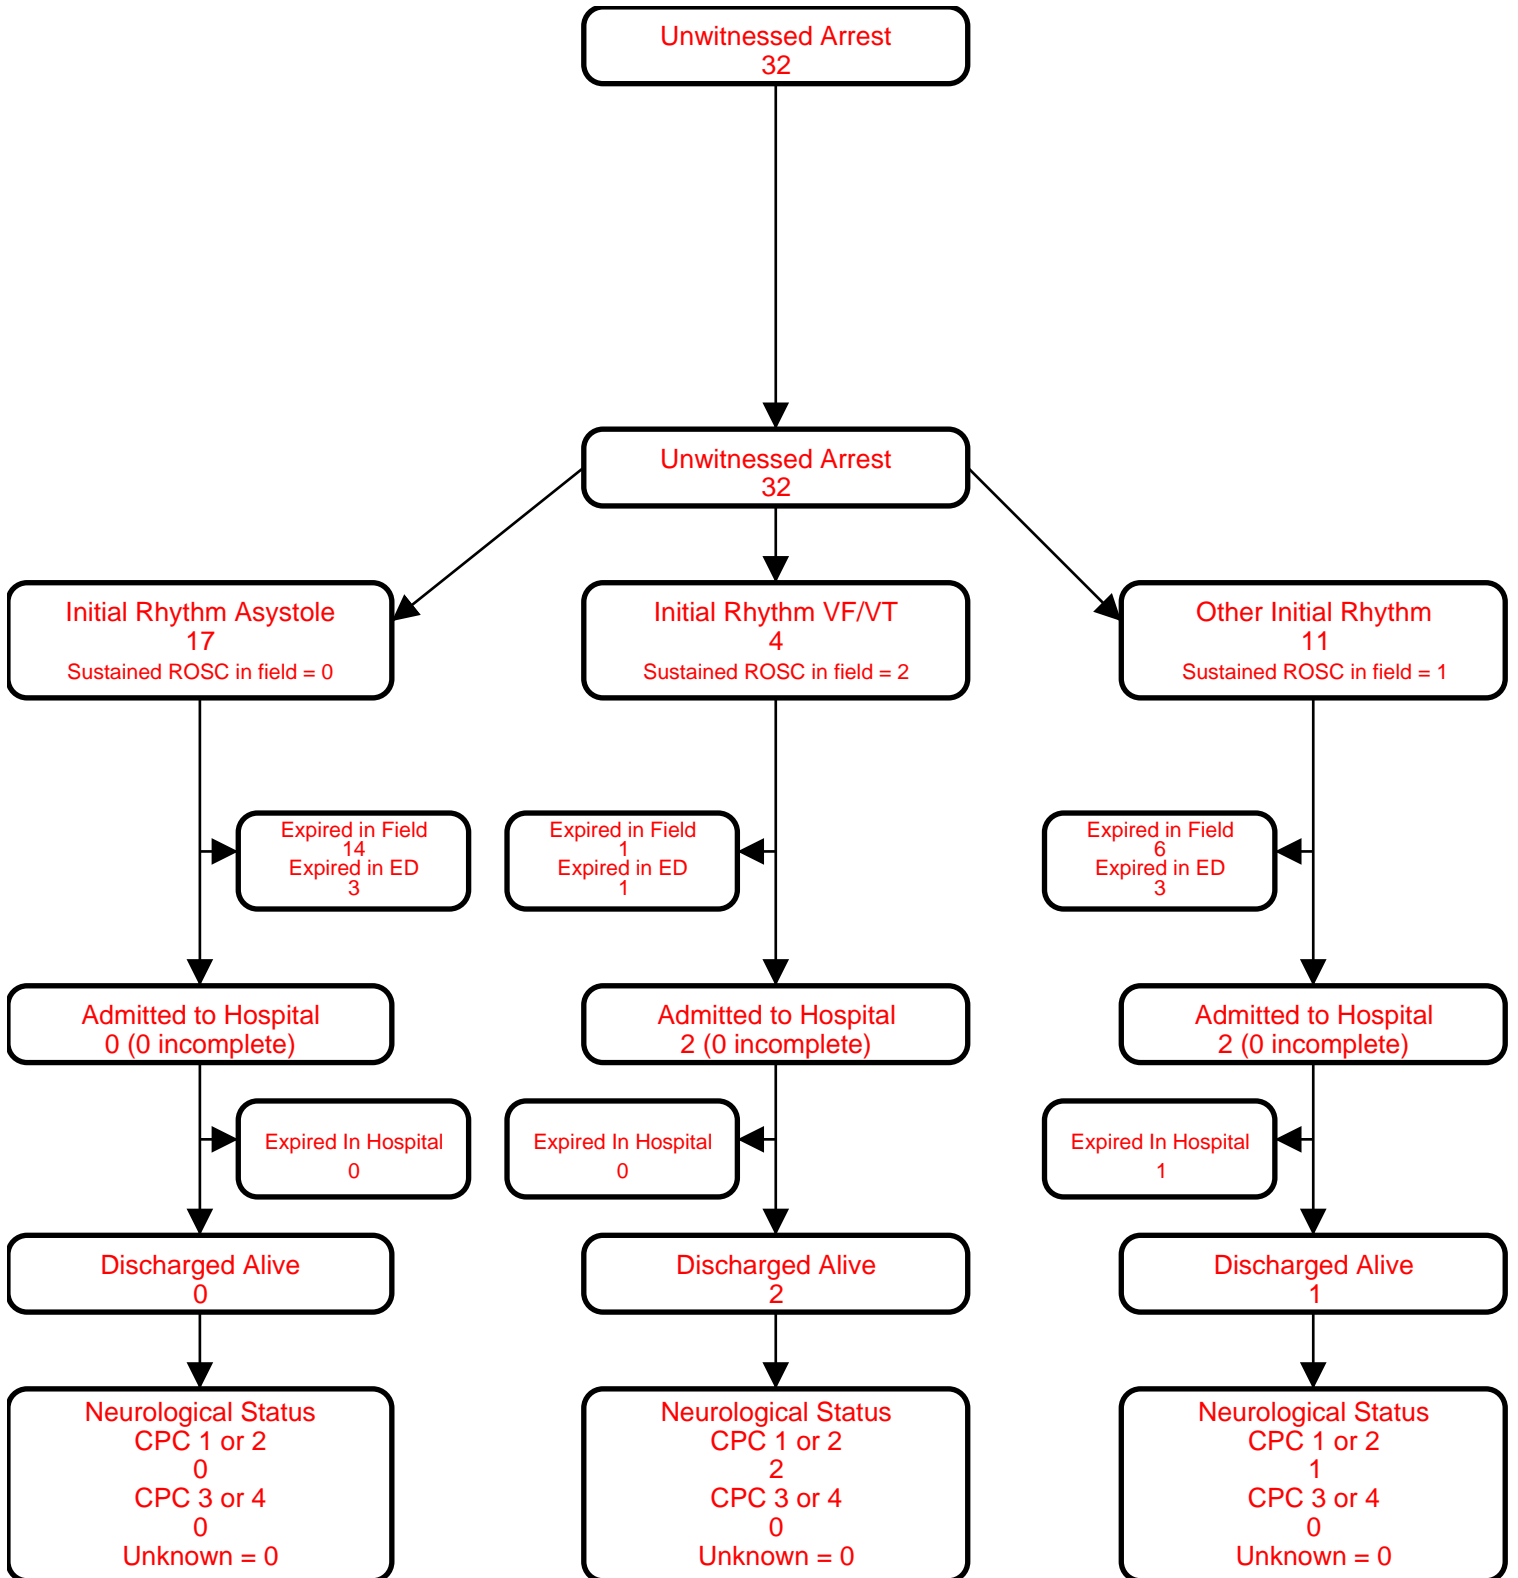 Unwitnessed Arrest
32
Unwitnessed Arrest
32
Initial Rhythm Asystole
17
Sustained ROSC in field = 0
Initial Rhythm VF/VT
4
Sustained ROSC in field = 2
Other Initial Rhythm
11
Sustained ROSC in field = 1
Expired in Field
14
Expired in ED
3
Expired in Field
1
Expired in ED
1
Expired in Field
6
Expired in ED
3
Admitted to Hospital
0 (0 incomplete)
Admitted to Hospital
2 (0 incomplete)
Admitted to Hospital
2 (0 incomplete)
Expired In Hospital
0
Expired In Hospital
0
Expired In Hospital
1
Discharged Alive
0
Discharged Alive
2
Discharged Alive
1
Neurological Status
CPC 1 or 2
0
CPC 3 or 4
0
Unknown = 0
Neurological Status
CPC 1 or 2
2
CPC 3 or 4
0
Unknown = 0
Neurological Status
CPC 1 or 2
1
CPC 3 or 4
0
Unknown = 0